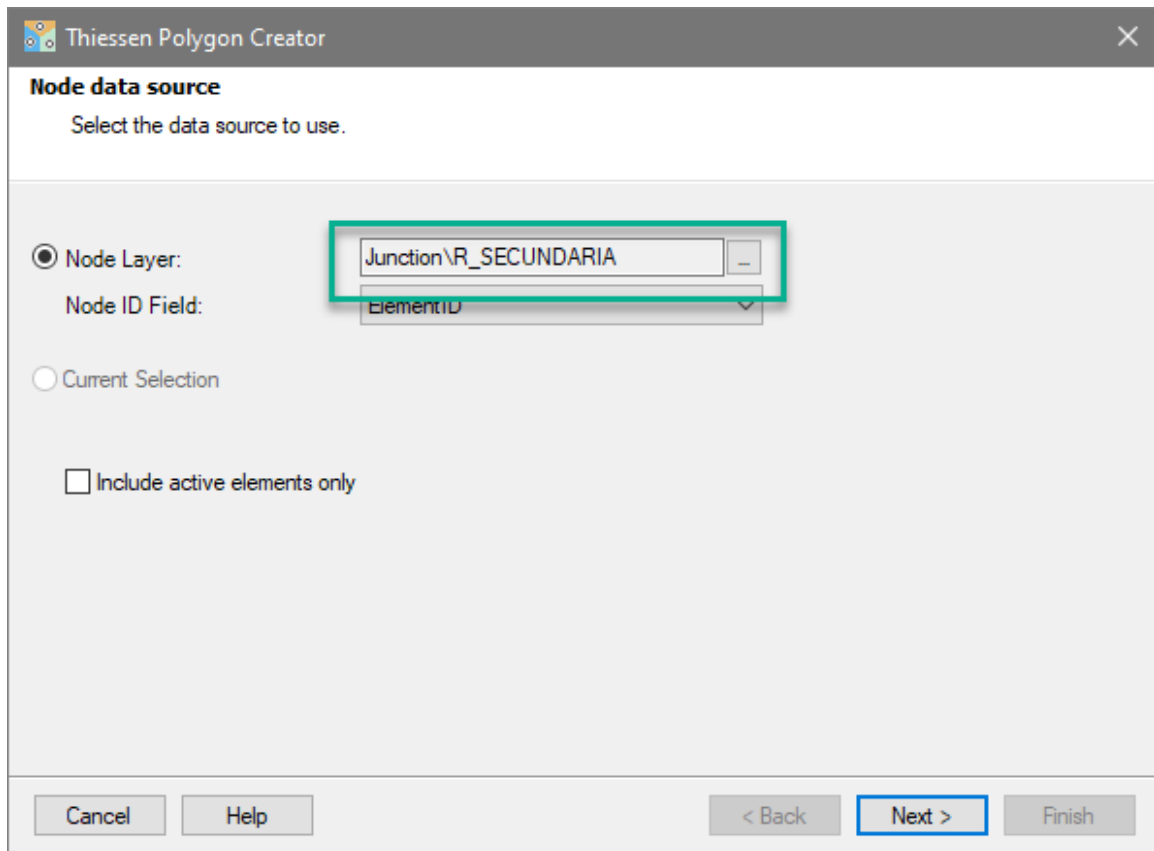 Thiessen Polygon Creator
Node data source
Select the data source to use.
Node Layer: Junction\R_SECUNDARIA ...
Node ID Field: ElementID
Current Selection
Include active elements only
Cancel Help < Back Next > Finish